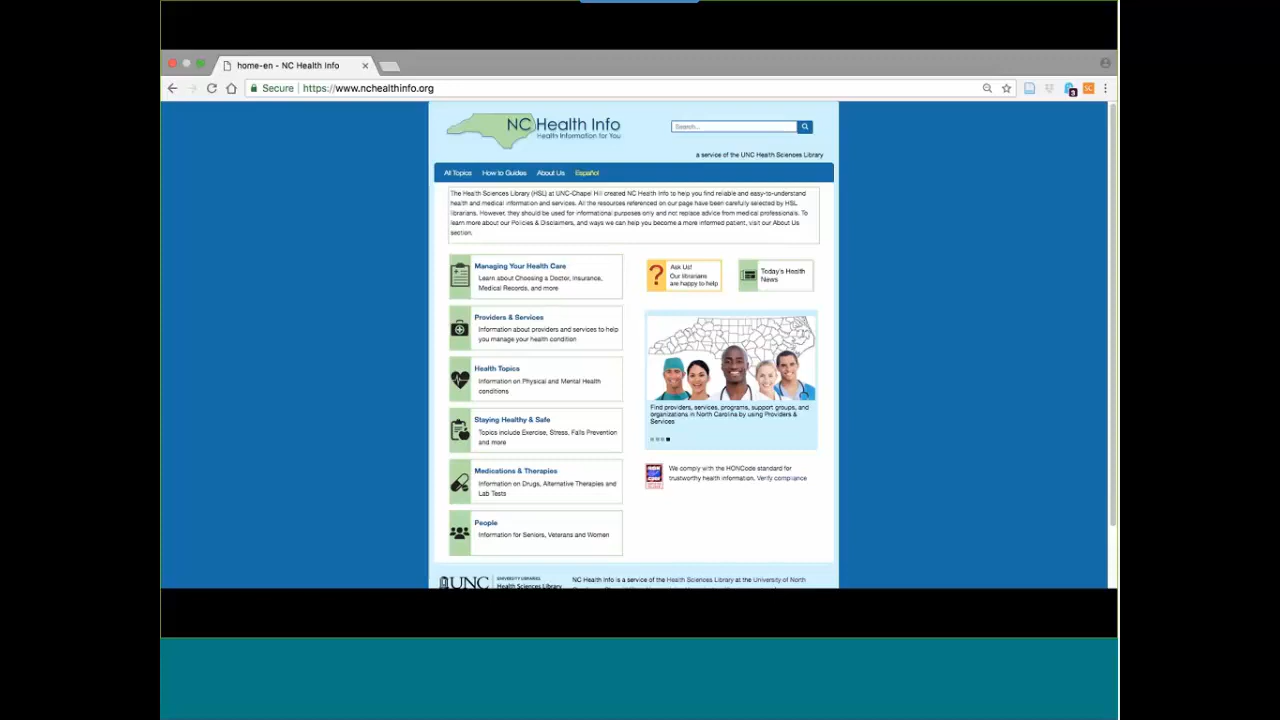 home-en - NC Health Info
Secure | https://www.nchealthinfo.org
NC Health Info
Health Information for You
Search...
a service of the UNC Health Sciences Library
All Topics How to Guides About Us Español
The Health Sciences Library (HSL) at UNC-Chapel Hill created NC Health Info to help you find reliable and easy-to-understand
health and medical information and services. All the resources referenced on our page have been carefully selected by HSL
librarians. However, they should be used for informational purposes only and not replace advice from medical professionals. To
learn more about our Policies & Disclaimers, and ways we can help you become a more informed patient, visit our About Us
section.
Managing Your Health Care
Learn about Choosing a Doctor, Insurance,
Medical Records, and more
Ask Us!
Our librarians
are happy to help
Today's Health
News
Providers & Services
Information about providers and services to help
you manage your health condition
Health Topics
Information on Physical and Mental Health
conditions
Find providers, services, programs, support groups, and
organizations in North Carolina by using Providers &
Services
Staying Healthy & Safe
Topics include Exercise, Stress, Falls Prevention
and more
We comply with the HONCode standard for
trustworthy health information. Verify compliance
Medications & Therapies
Information on Drugs, Alternative Therapies and
Lab Tests
People
Information for Seniors, Veterans and Women
UNC
UNIVERSITY LIBRARIES
Health Sciences Library
NC Health Info is a service of the Health Sciences Library at the University of North